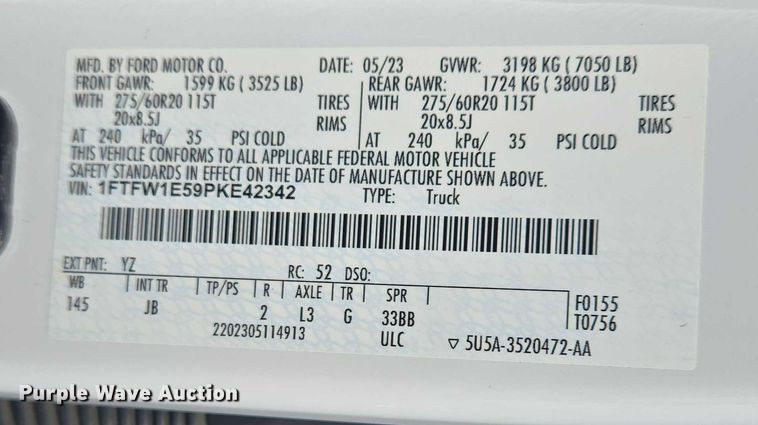 MFD. BY FORD MOTOR CO. DATE: 05/23 GVWR: 3198 KG ( 7050 LB)
FRONT GAWR: 1599 KG ( 3525 LB) REAR GAWR: 1724 KG ( 3800 LB)
WITH 275/60R20 115T TIRES WITH 275/60R20 115T TIRES
20x8.5J RIMS 20x8.5J RIMS
AT 240 kPa/ 35 PSI COLD AT 240 kPa/ 35 PSI COLD
THIS VEHICLE CONFORMS TO ALL APPLICABLE FEDERAL MOTOR VEHICLE
SAFETY STANDARDS IN EFFECT ON THE DATE OF MANUFACTURE SHOWN ABOVE.
VIN: 1FTFW1E59PKE42342 TYPE: Truck
EXT PNT: YZ RC: 52 DSO:
WB INT TR TP/PS R AXLE TR SPR F0155
145 JB 2 L3 G 33BB T0756
2202305114913 ULC ▽ 5U5A-3520472-AA
Purple Wave Auction